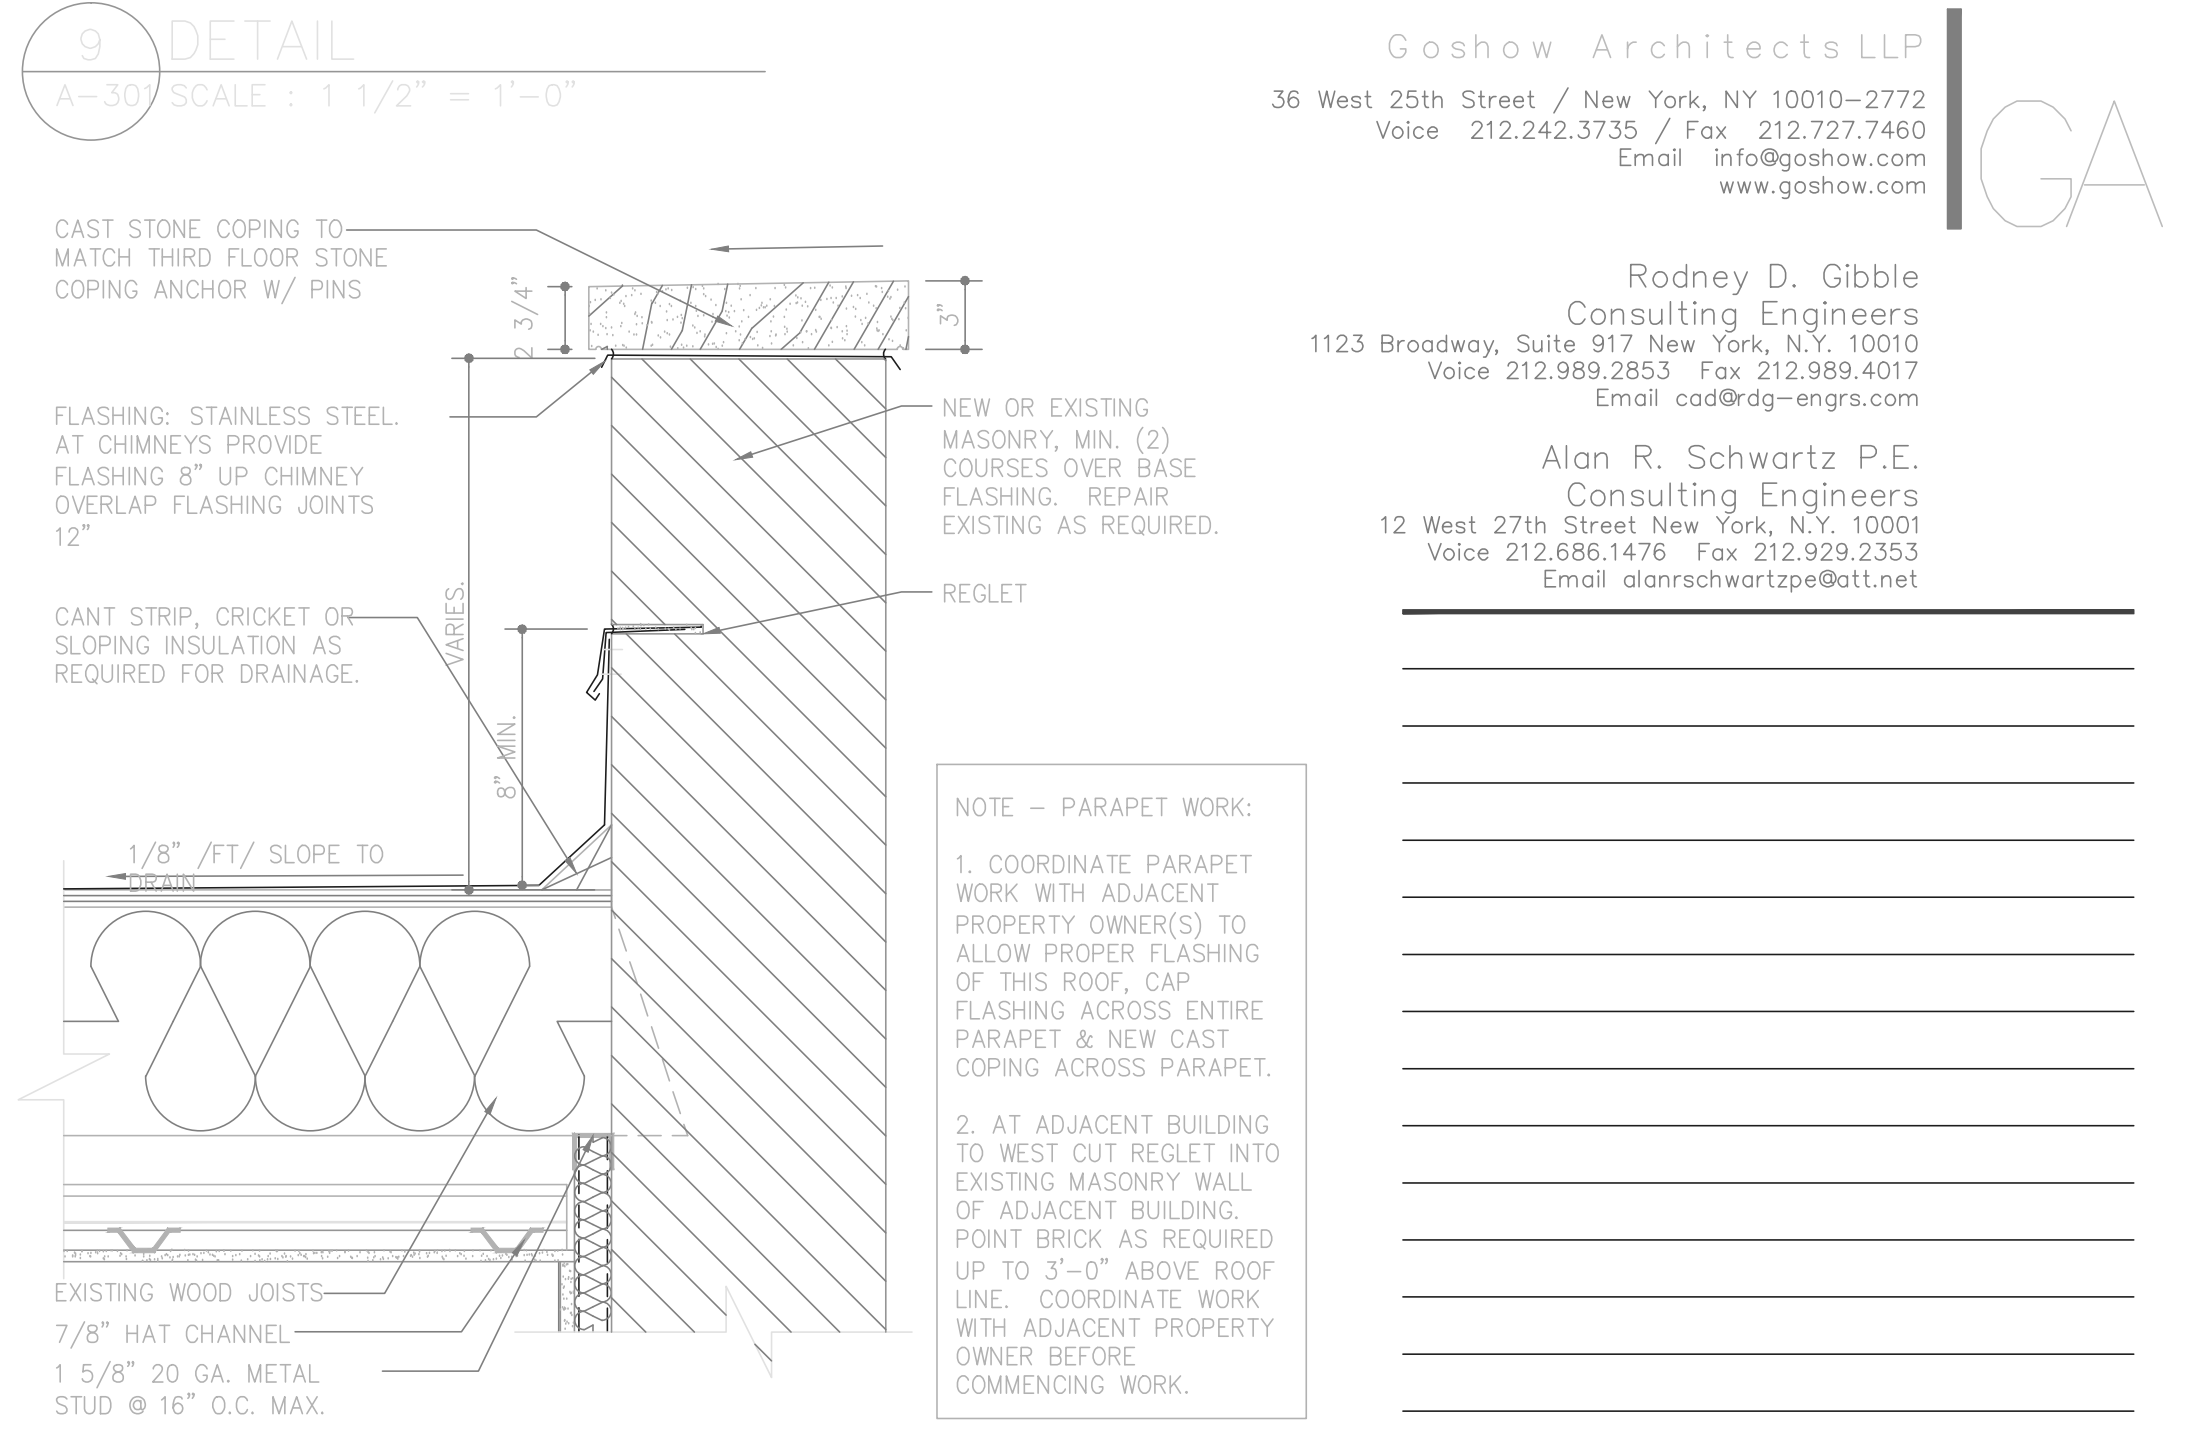 9 DETAIL
A-301 SCALE : 1 1/2" = 1'-0"
CAST STONE COPING TO
MATCH THIRD FLOOR STONE
COPING ANCHOR W/ PINS
2 3/4"
3"
FLASHING: STAINLESS STEEL.
AT CHIMNEYS PROVIDE
FLASHING 8" UP CHIMNEY
OVERLAP FLASHING JOINTS
12"
NEW OR EXISTING
MASONRY, MIN. (2)
COURSES OVER BASE
FLASHING. REPAIR
EXISTING AS REQUIRED.
REGLET
CANT STRIP, CRICKET OR
SLOPING INSULATION AS
REQUIRED FOR DRAINAGE.
VARIES.
8" MIN.
1/8" /FT/ SLOPE TO
DRAIN
EXISTING WOOD JOISTS
7/8" HAT CHANNEL
1 5/8" 20 GA. METAL
STUD @ 16" O.C. MAX.
NOTE - PARAPET WORK:
1. COORDINATE PARAPET
WORK WITH ADJACENT
PROPERTY OWNER(S) TO
ALLOW PROPER FLASHING
OF THIS ROOF, CAP
FLASHING ACROSS ENTIRE
PARAPET & NEW CAST
COPING ACROSS PARAPET.
2. AT ADJACENT BUILDING
TO WEST CUT REGLET INTO
EXISTING MASONRY WALL
OF ADJACENT BUILDING.
POINT BRICK AS REQUIRED
UP TO 3'-0" ABOVE ROOF
LINE. COORDINATE WORK
WITH ADJACENT PROPERTY
OWNER BEFORE
COMMENCING WORK.
Goshow Architects LLP
36 West 25th Street / New York, NY 10010-2772
Voice 212.242.3735 / Fax 212.727.7460
Email info@goshow.com
www.goshow.com
GA
Rodney D. Gibble
Consulting Engineers
1123 Broadway, Suite 917 New York, N.Y. 10010
Voice 212.989.2853 Fax 212.989.4017
Email cad@rdg-engrs.com
Alan R. Schwartz P.E.
Consulting Engineers
12 West 27th Street New York, N.Y. 10001
Voice 212.686.1476 Fax 212.929.2353
Email alanrschwartzpe@att.net